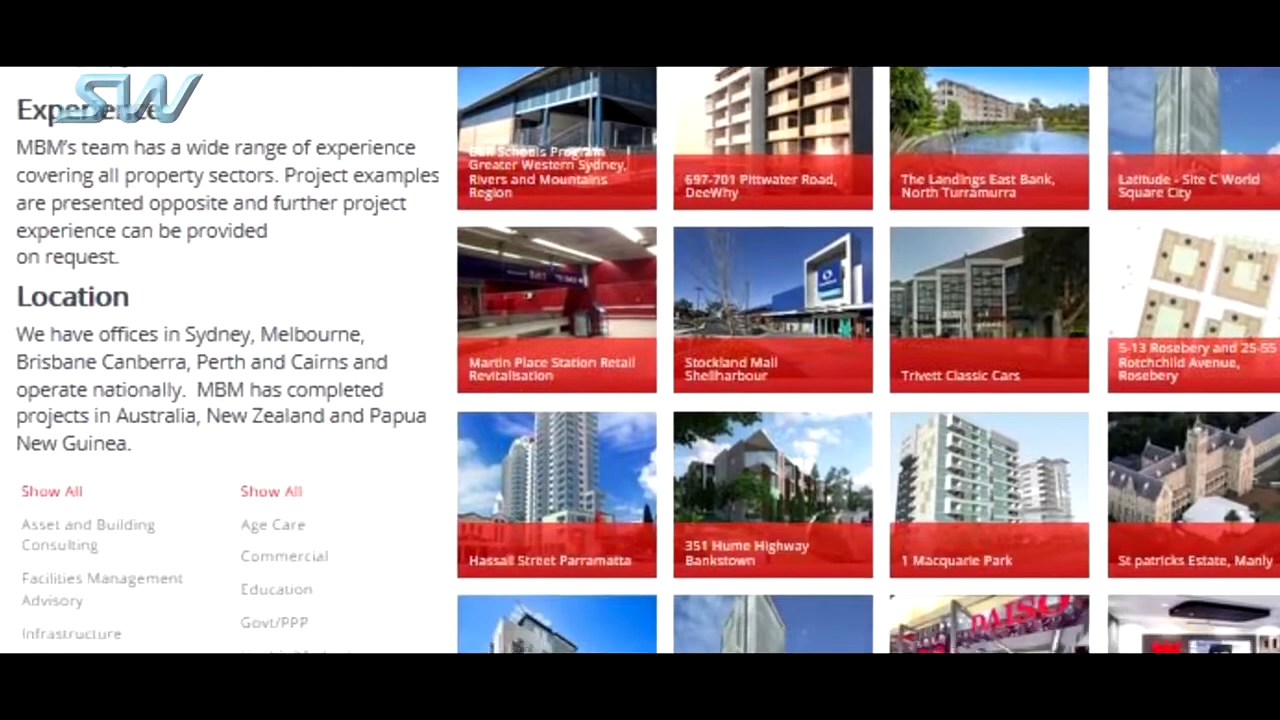 SW
Experience
MBM's team has a wide range of experience
covering all property sectors. Project examples
are presented opposite and further project
experience can be provided
on request.
Location
We have offices in Sydney, Melbourne,
Brisbane Canberra, Perth and Cairns and
operate nationally. MBM has completed
projects in Australia, New Zealand and Papua
New Guinea.
Show All
Asset and Building
Consulting
Facilities Management
Advisory
Infrastructure
Show All
Age Care
Commercial
Education
Govt/PPP
Schools Program
Greater Western Sydney,
Rivers and Mountains
Region
697-701 Pittwater Road,
DeeWhy
The Landings East Bank,
North Turramurra
Latitude - Site C World
Square City
Martin Place Station Retail
Revitalisation
Stockland Mall
Shellharbour
Trivett Classic Cars
5-13 Rosebery and 25-55
Rothchild Avenue,
Rosebery
Hassall Street Parramatta
351 Hume Highway
Bankstown
1 Macquarie Park
St patricks Estate, Manly
DAISO